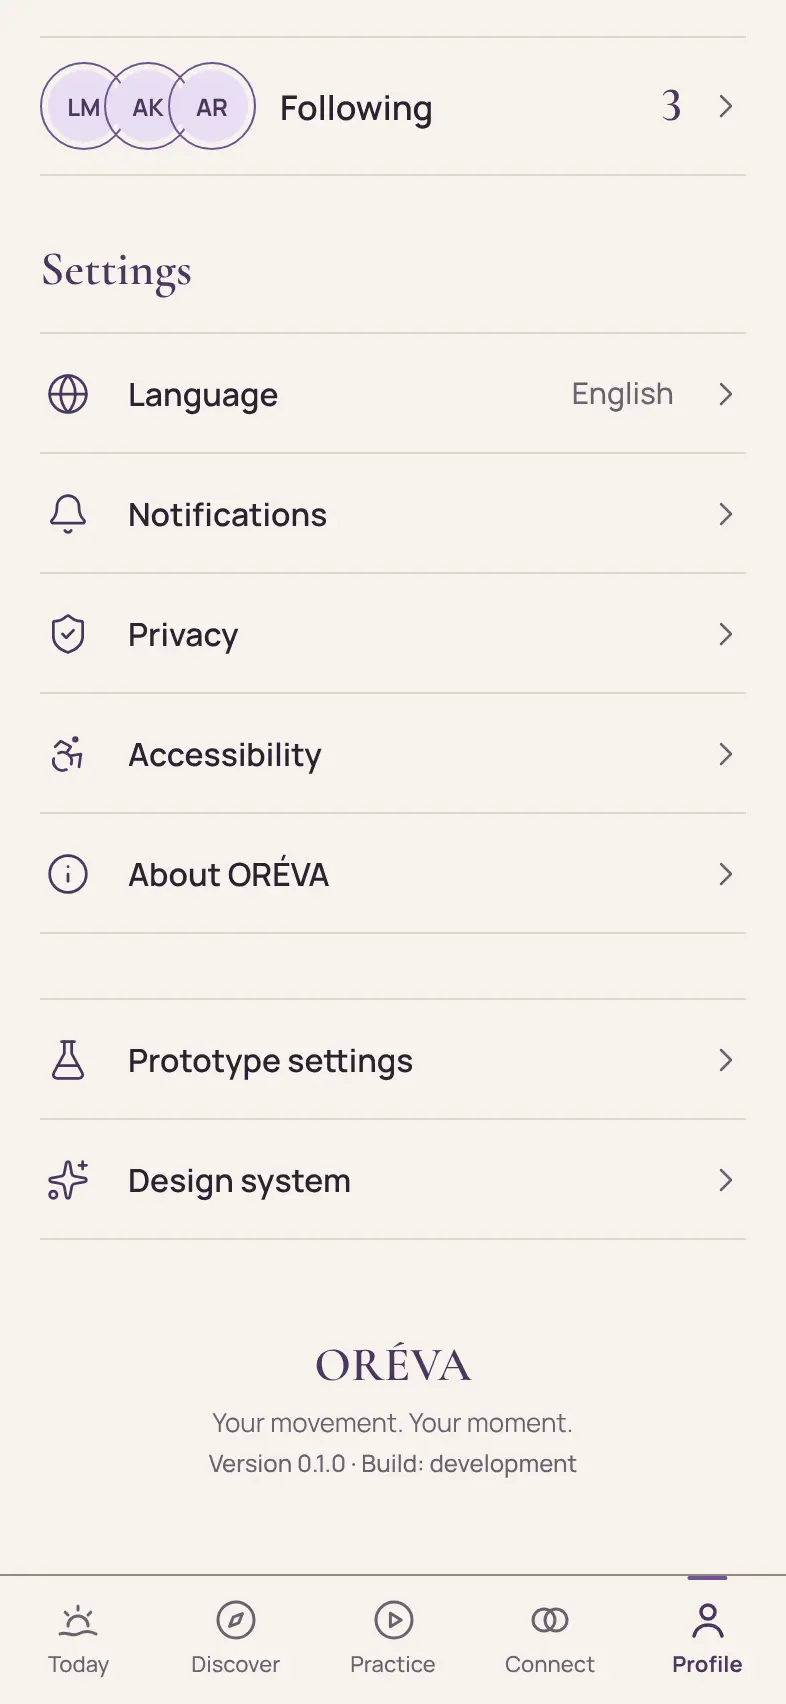 LM AK AR Following 3
Settings
Language English
Notifications
Privacy
Accessibility
About ORÉVA
Prototype settings
Design system
ORÉVA
Your movement. Your moment.
Version 0.1.0 · Build: development
Today Discover Practice Connect Profile